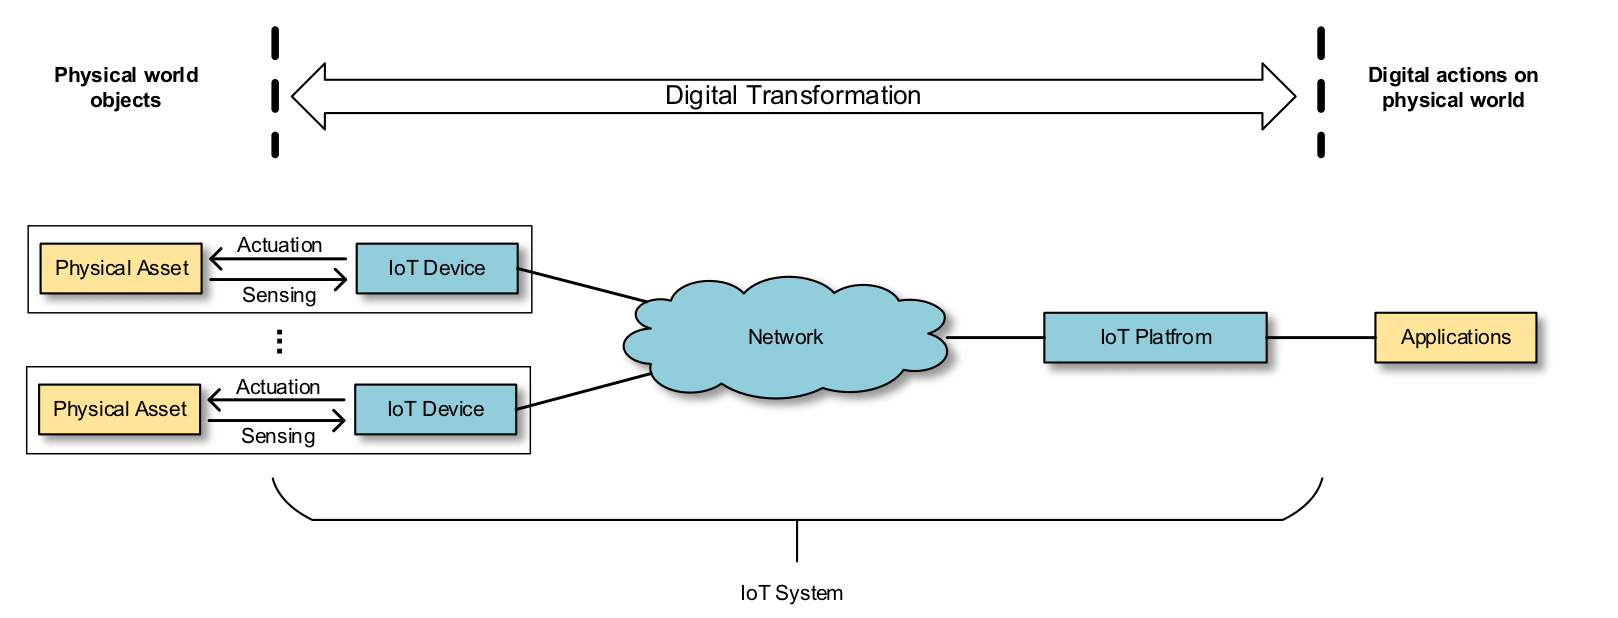 Physical world
objects
Digital Transformation
Digital actions on
physical world
Actuation
Physical Asset
IoT Device
Sensing
Network
IoT Platfrom
Applications
Actuation
Physical Asset
IoT Device
Sensing
IoT System